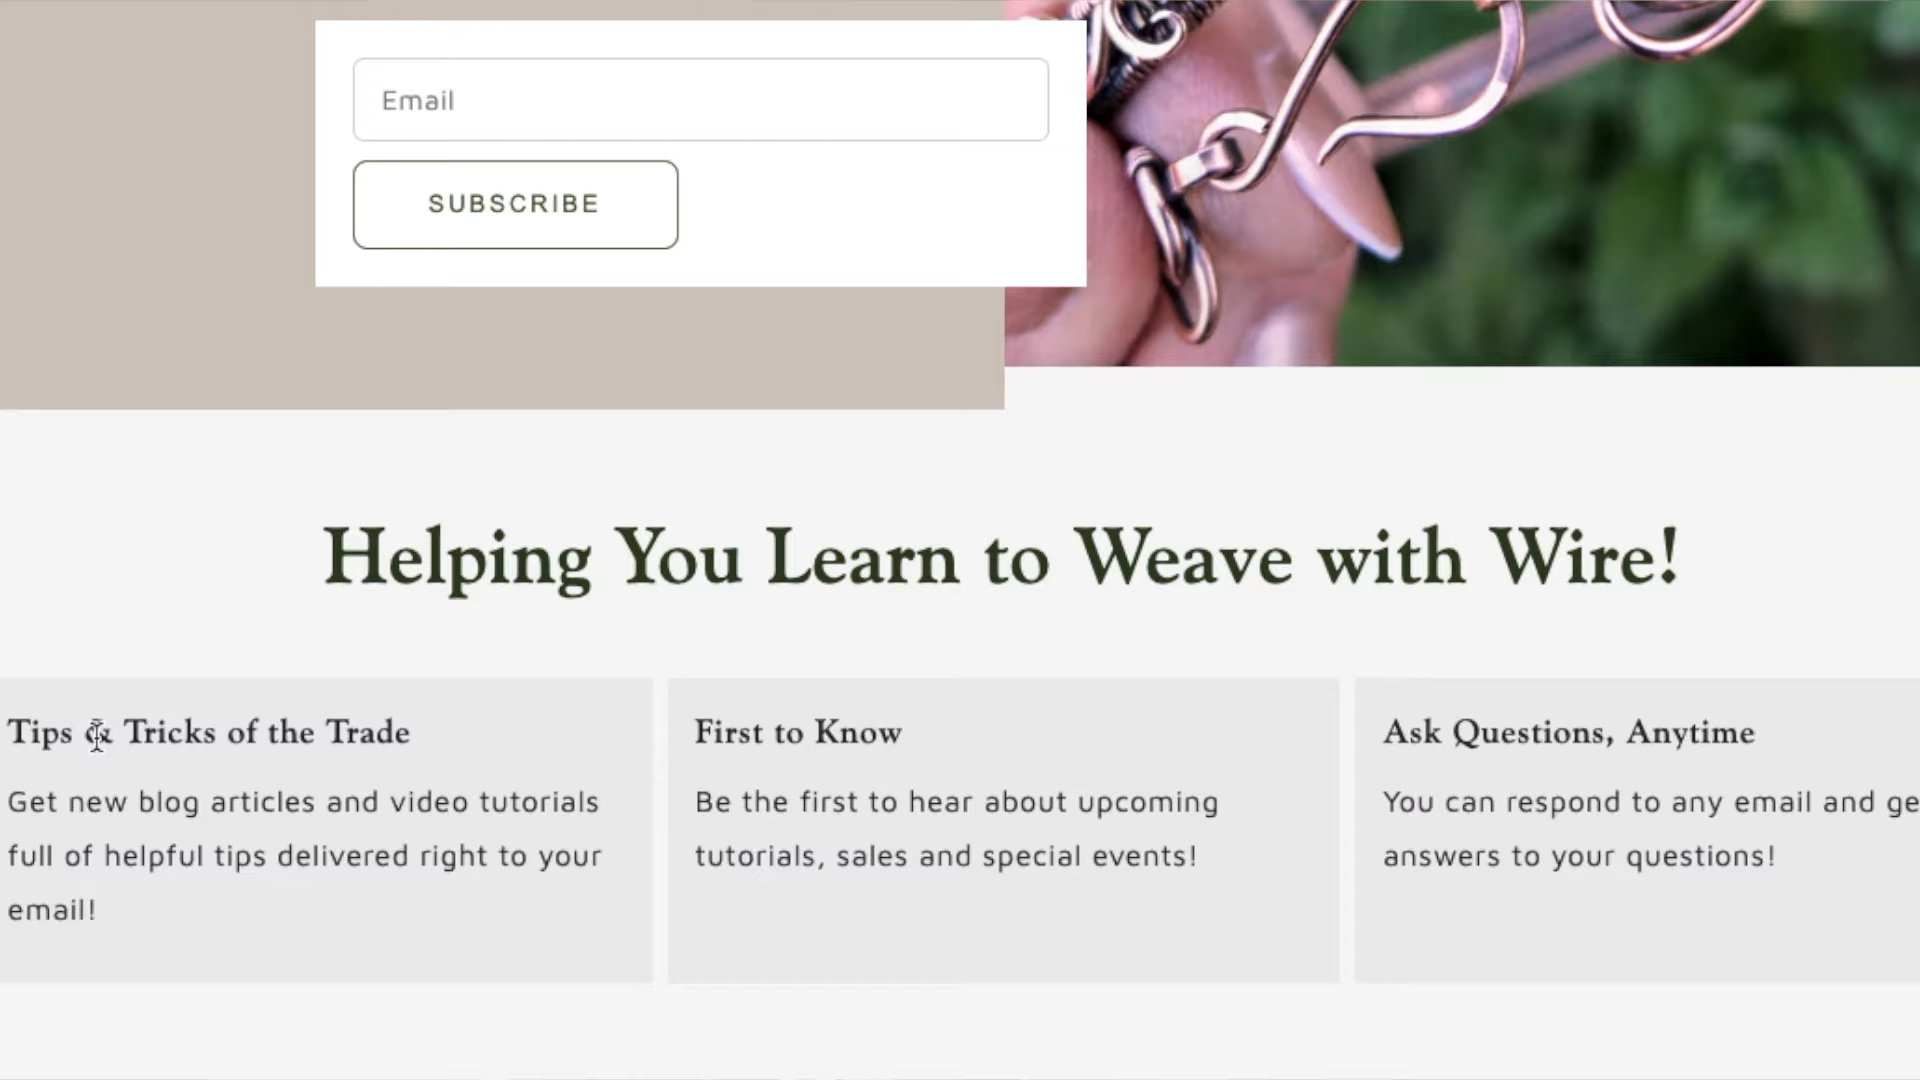 Email
SUBSCRIBE
Helping You Learn to Weave with Wire!
Tips & Tricks of the Trade
Get new blog articles and video tutorials
full of helpful tips delivered right to your
email!
First to Know
Be the first to hear about upcoming
tutorials, sales and special events!
Ask Questions, Anytime
You can respond to any email and ge
answers to your questions!